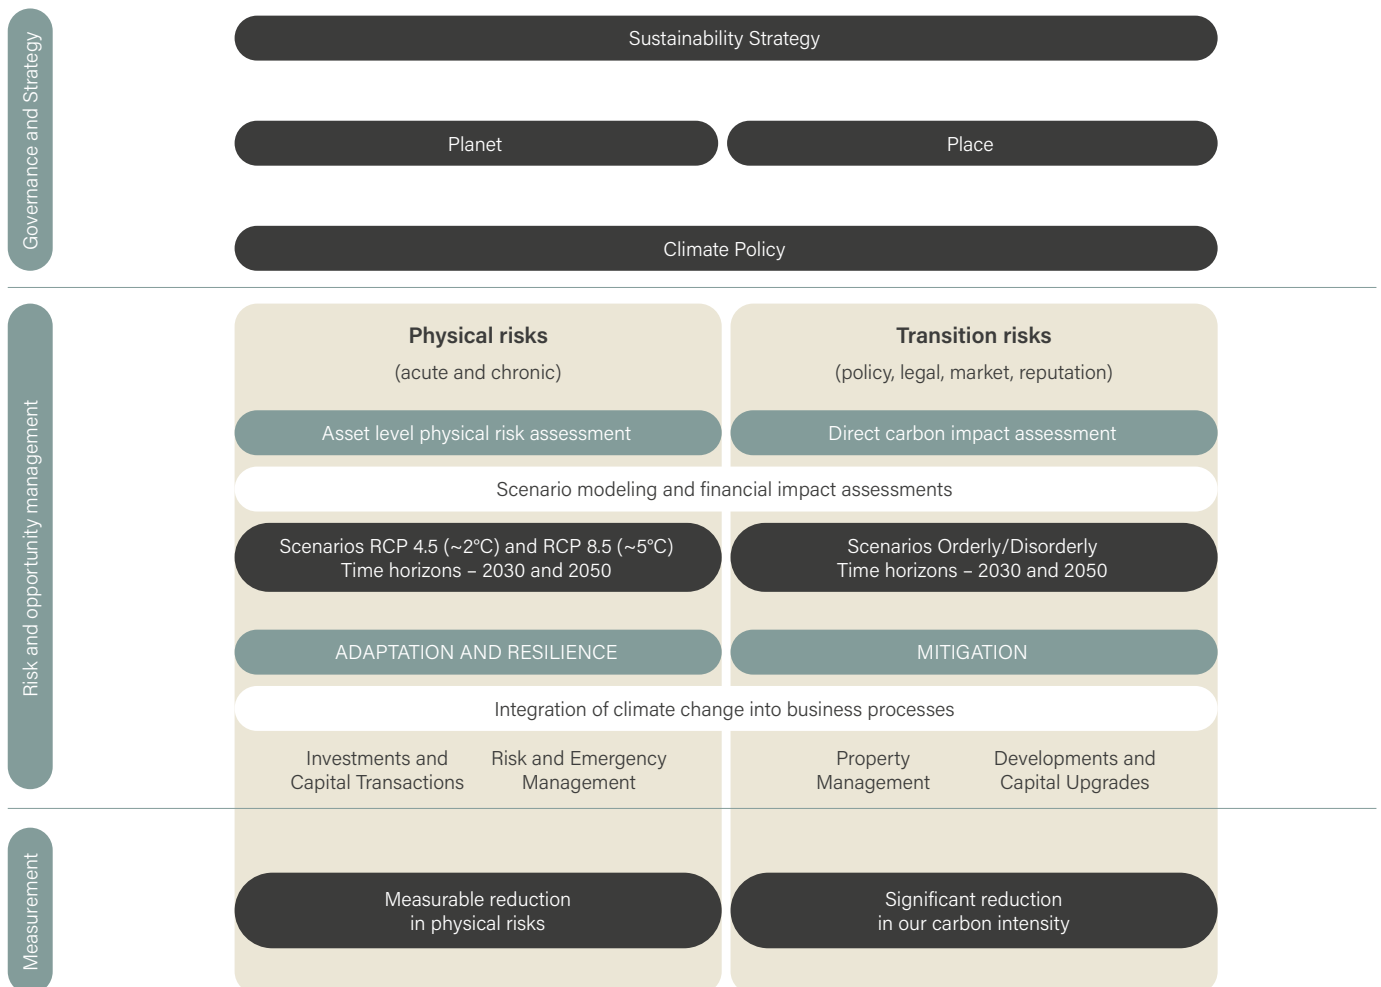 Governance and Strategy
Sustainability Strategy
Planet
Place
Climate Policy
Risk and opportunity management
Physical risks
(acute and chronic)
Transition risks
(policy, legal, market, reputation)
Asset level physical risk assessment
Direct carbon impact assessment
Scenario modeling and financial impact assessments
Scenarios RCP 4.5 (~2°C) and RCP 8.5 (~5°C)
Time horizons – 2030 and 2050
Scenarios Orderly/Disorderly
Time horizons – 2030 and 2050
ADAPTATION AND RESILIENCE
MITIGATION
Integration of climate change into business processes
Investments and
Capital Transactions
Risk and Emergency
Management
Property
Management
Developments and
Capital Upgrades
Measurement
Measurable reduction
in physical risks
Significant reduction
in our carbon intensity